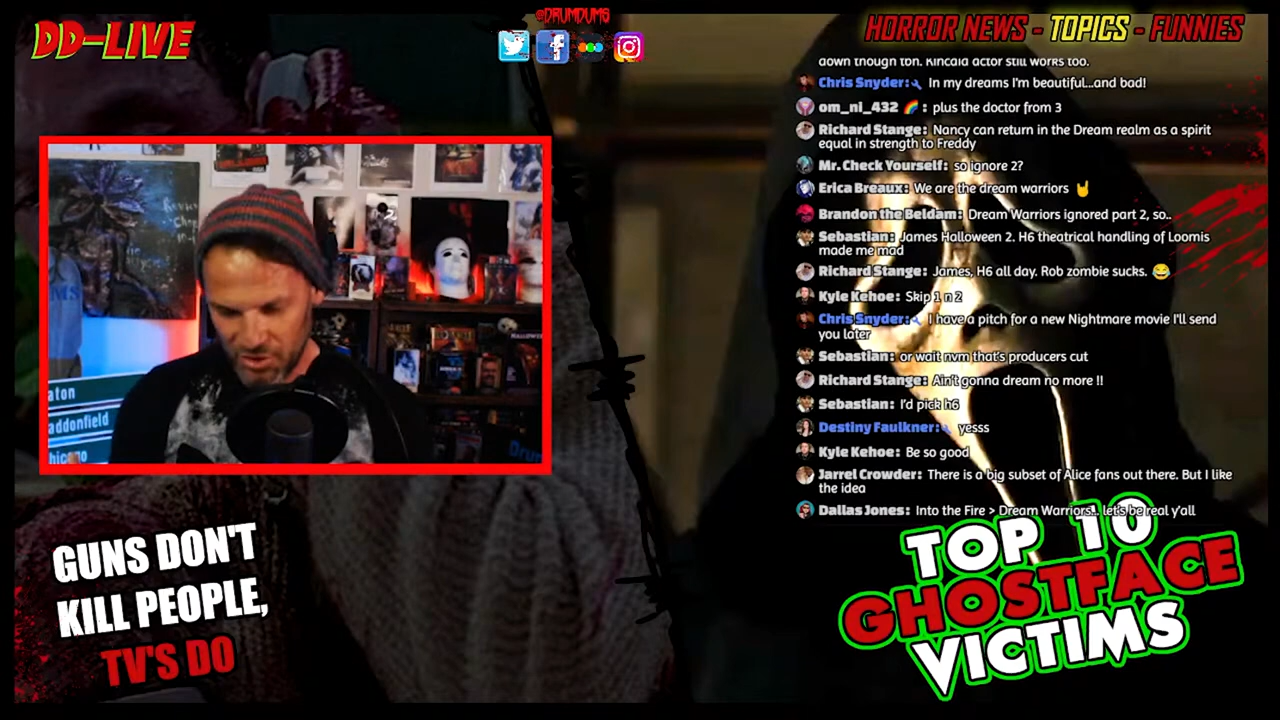 DD-LIVE
@DRUMDUMS
HORROR NEWS - TOPICS - FUNNIES
down though tbh. Kincaid actor still works too.
Chris Snyder: In my dreams I'm beautiful...and bad!
om_ni_432 🌈: plus the doctor from 3
Richard Stange: Nancy can return in the Dream realm as a spirit
equal in strength to Freddy
Mr. Check Yourself: so ignore 2?
Erica Breaux: We are the dream warriors 🤘
Brandon the Beldam: Dream Warriors ignored part 2, so..
Sebastian: James Halloween 2. H6 theatrical handling of Loomis
made me mad
Richard Stange: James, H6 all day. Rob zombie sucks. 😂
Kyle Kehoe: Skip 1 n 2
Chris Snyder: I have a pitch for a new Nightmare movie I'll send
you later
Sebastian: or wait nvm that's producers cut
Richard Stange: Ain't gonna dream no more !!
Sebastian: I'd pick h6
Destiny Faulkner: yesss
Kyle Kehoe: Be so good
Jarrel Crowder: There is a big subset of Alice fans out there. But I like
the idea
Dallas Jones: Into the Fire > Dream Warriors... let's be real y'all
aton
addonfield
hicago
GUNS DON'T
KILL PEOPLE,
TV'S DO
TOP 10
GHOSTFACE
VICTIMS